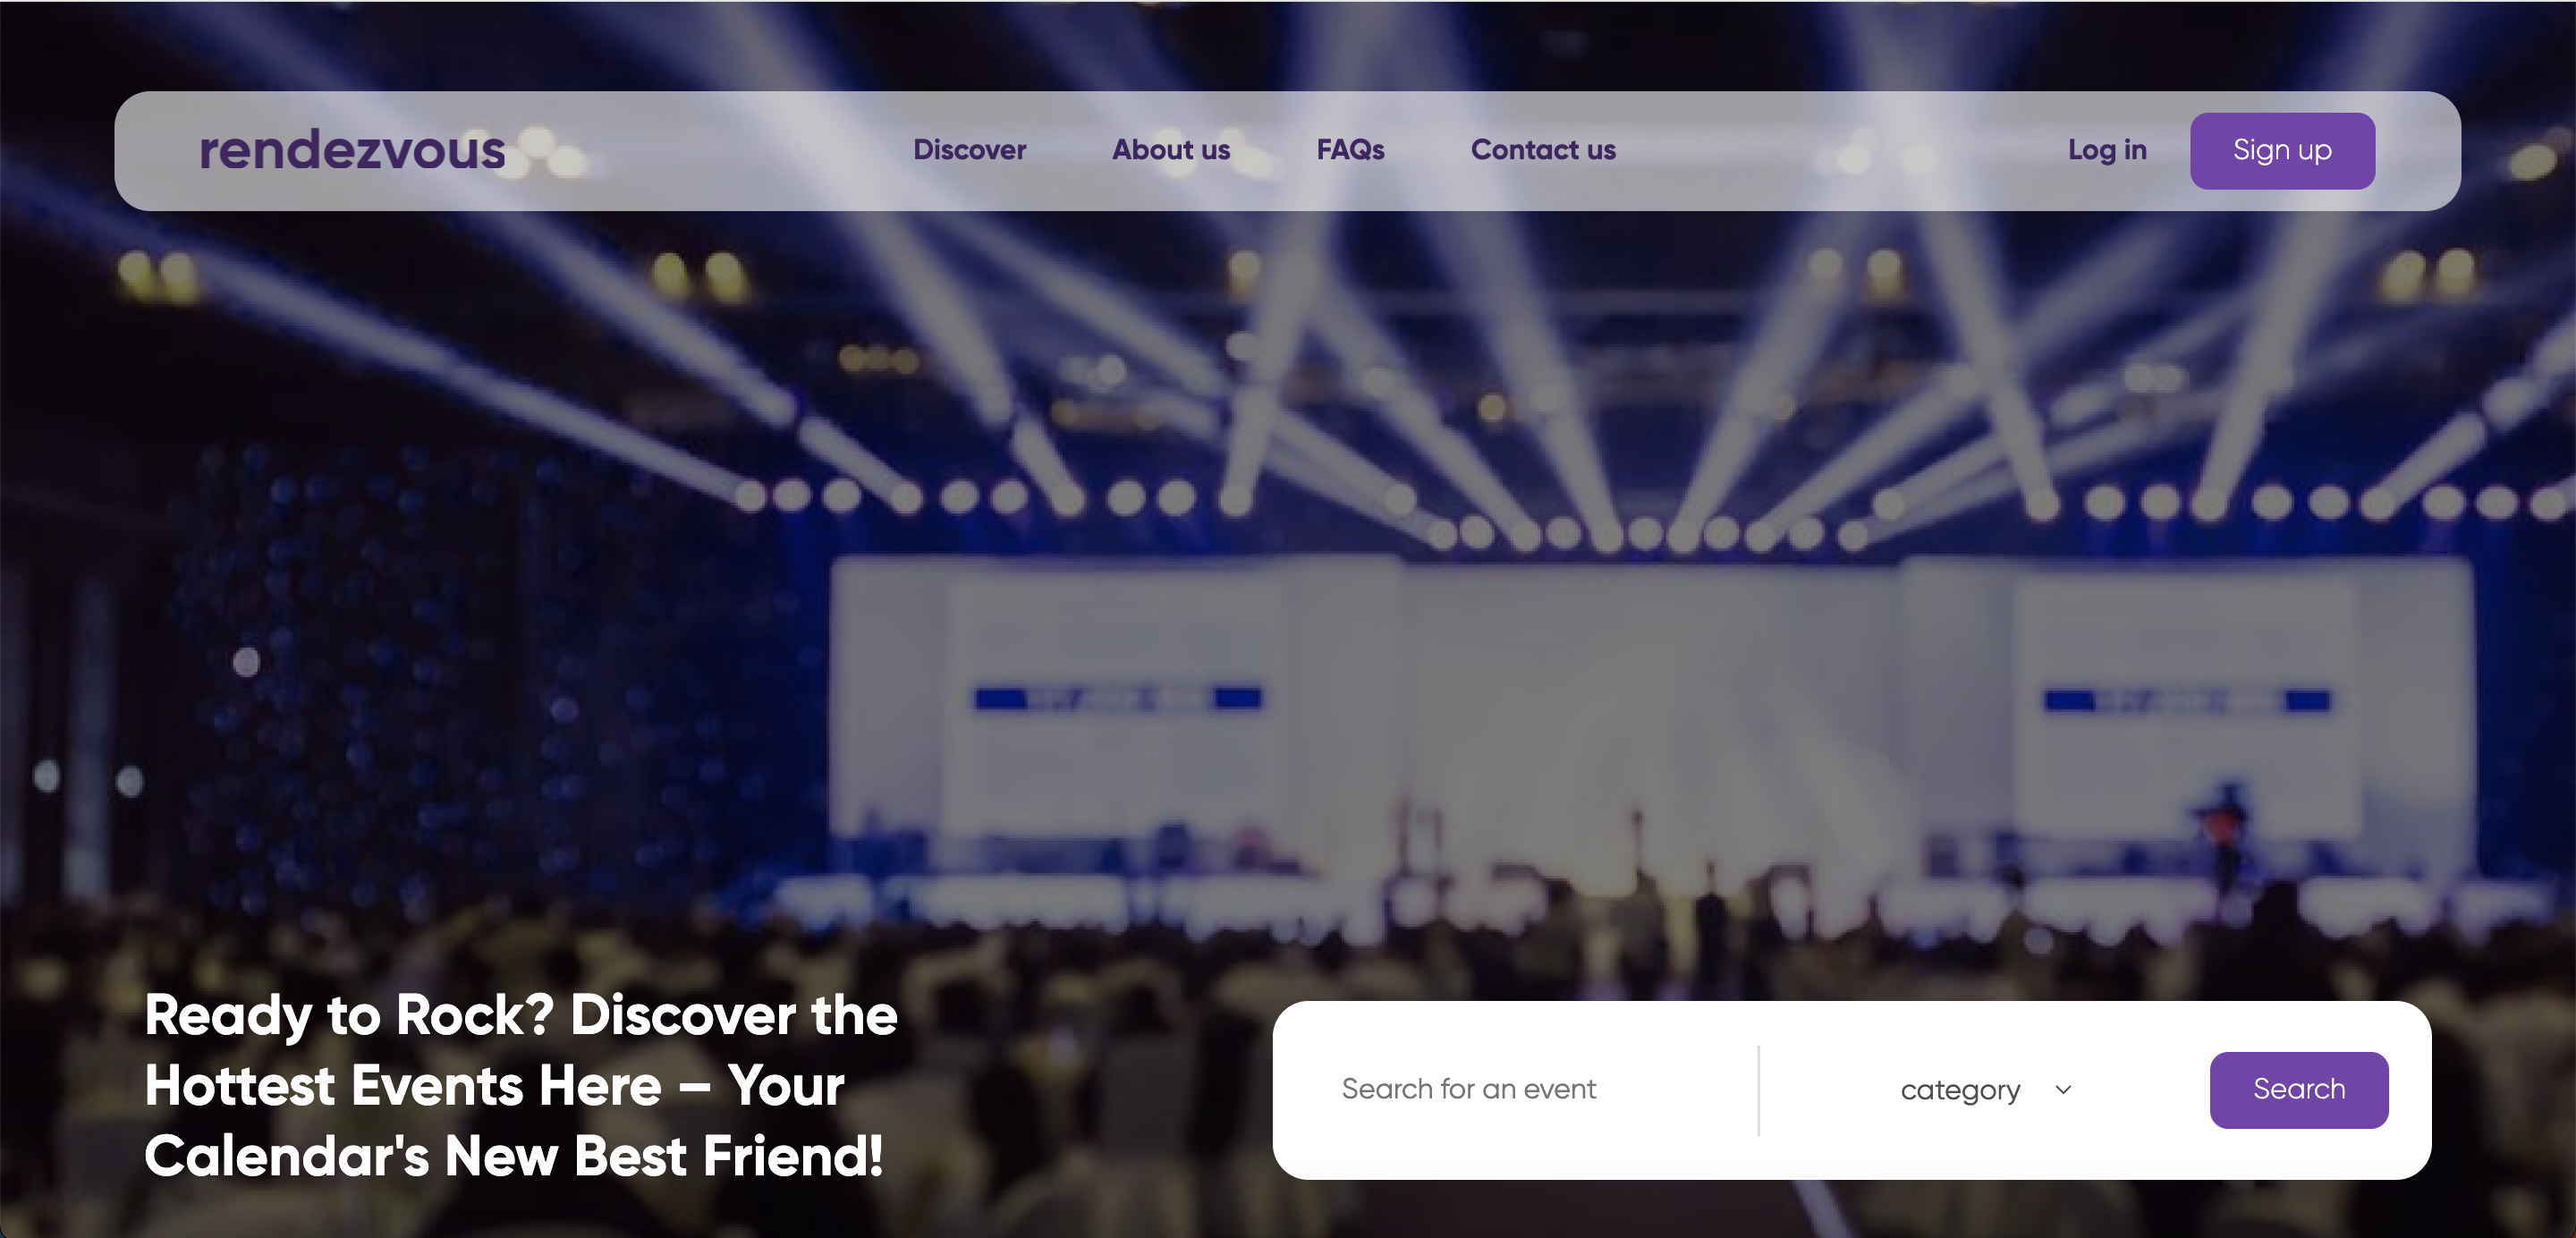 rendezvous
Discover
About us
FAQs
Contact us
Log in
Sign up
Ready to Rock? Discover the
Hottest Events Here – Your
Calendar's New Best Friend!
Search for an event
category
Search